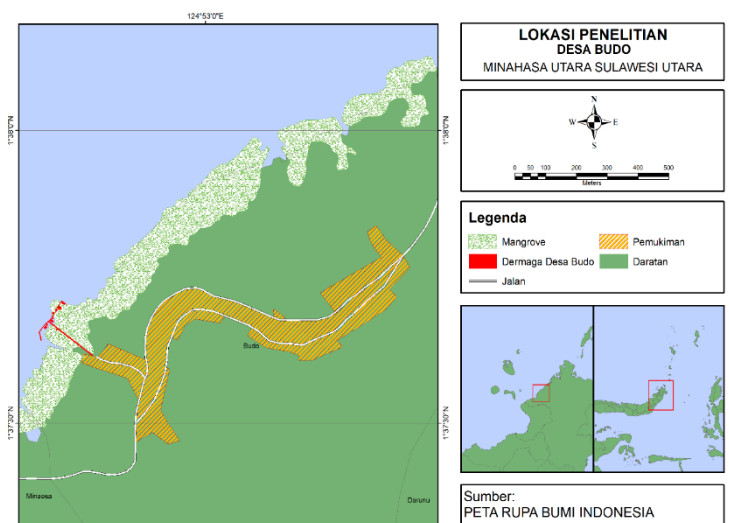 124°53'0"E
LOKASI PENELITIAN
DESA BUDO
MINAHASA UTARA SULAWESI UTARA
1°38'0"N
1°38'0"N
N
W
E
S
0 50 100 200 300 400 500
Meters
Legenda
Mangrove
Pemukiman
Dermaga Desa Budo
Daratan
Jalan
Budo
1°37'30"N
1°37'30"N
Minaesa
Darunu
Sumber:
PETA RUPA BUMI INDONESIA